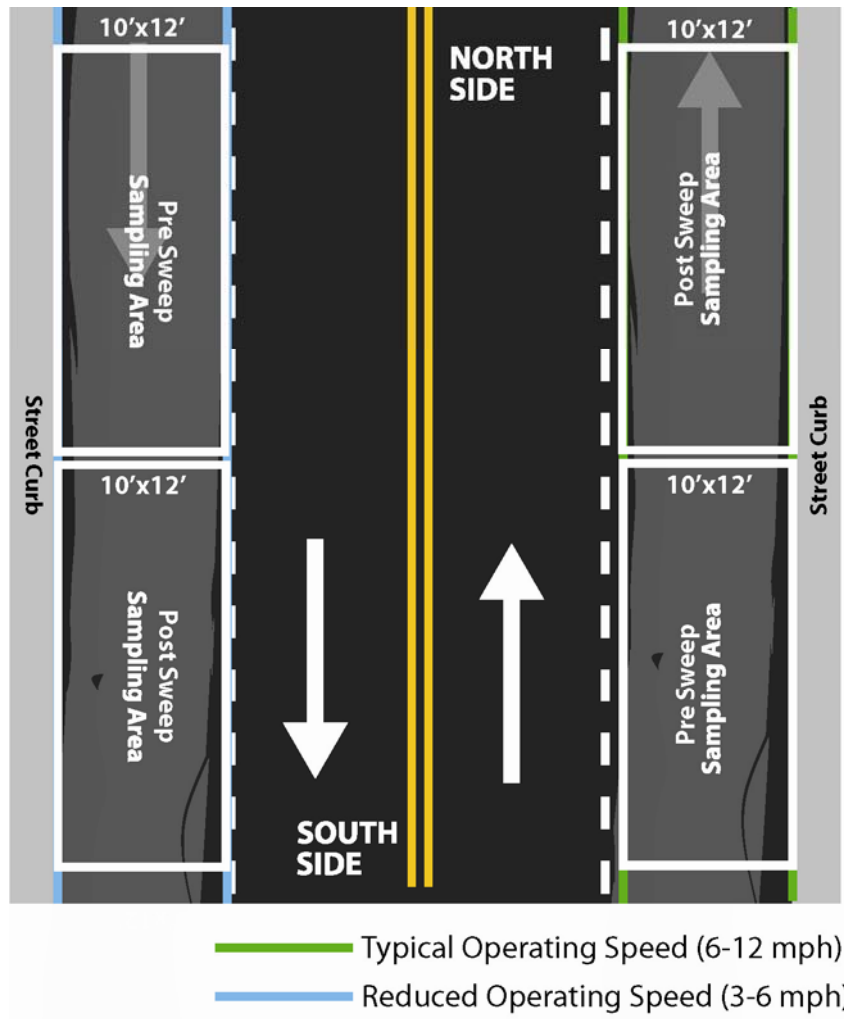 10’x12’
10’x12’
NORTH
SIDE
Pre Sweep
Sampling Area
Post Sweep
Sampling Area
Street Curb
Street Curb
10’x12’
10’x12’
Post Sweep
Sampling Area
Pre Sweep
Sampling Area
SOUTH
SIDE
Typical Operating Speed (6-12 mph)
Reduced Operating Speed (3-6 mph)